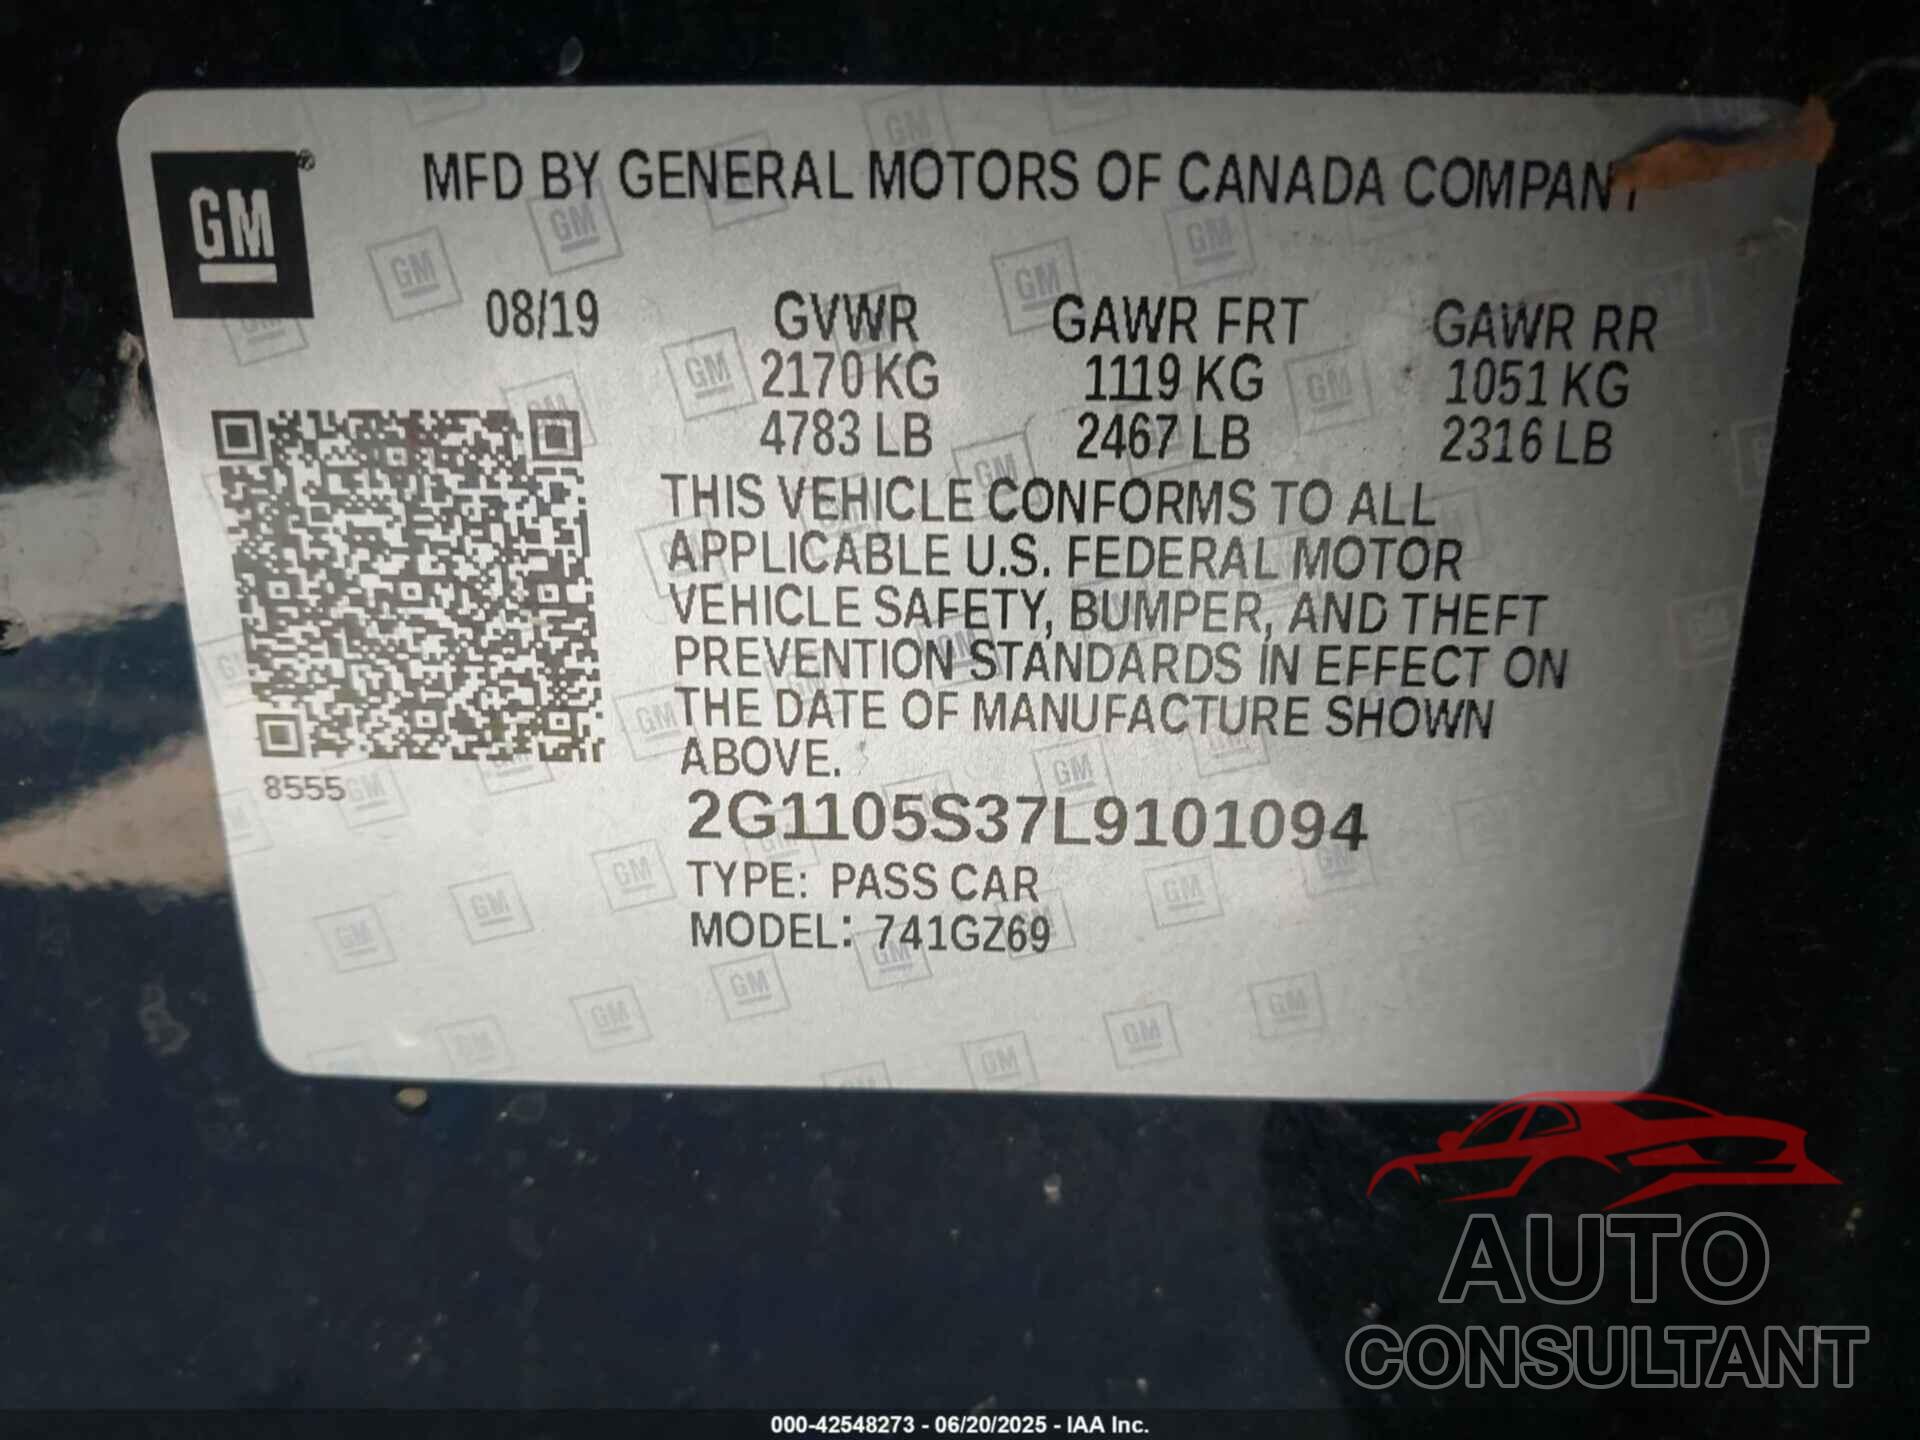 GM®
MFD BY GENERAL MOTORS OF CANADA COMPANY
08/19 GVWR GAWR FRT GAWR RR
2170 KG 1119 KG 1051 KG
4783 LB 2467 LB 2316 LB
THIS VEHICLE CONFORMS TO ALL
APPLICABLE U.S. FEDERAL MOTOR
VEHICLE SAFETY, BUMPER, AND THEFT
PREVENTION STANDARDS IN EFFECT ON
THE DATE OF MANUFACTURE SHOWN
ABOVE.
8555
2G1105S37L9101094
TYPE: PASS CAR
MODEL: 741GZ69
AUTO
CONSULTANT
000-42548273 - 06/20/2025 - IAA Inc.